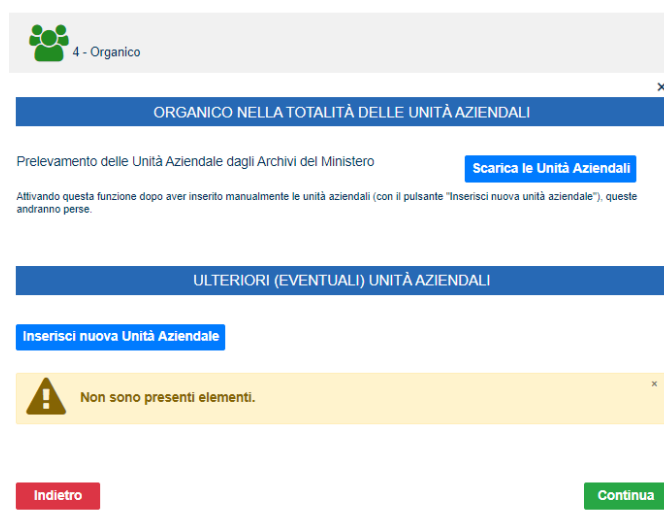 4 - Organico
×
ORGANICO NELLA TOTALITÀ DELLE UNITÀ AZIENDALI
Prelevamento delle Unità Aziendale dagli Archivi del Ministero
Scarica le Unità Aziendali
Attivando questa funzione dopo aver inserito manualmente le unità aziendali (con il pulsante "Inserisci nuova unità aziendale"), queste
andranno perse.
ULTERIORI (EVENTUALI) UNITÀ AZIENDALI
Inserisci nuova Unità Aziendale
Non sono presenti elementi.
×
Indietro
Continua